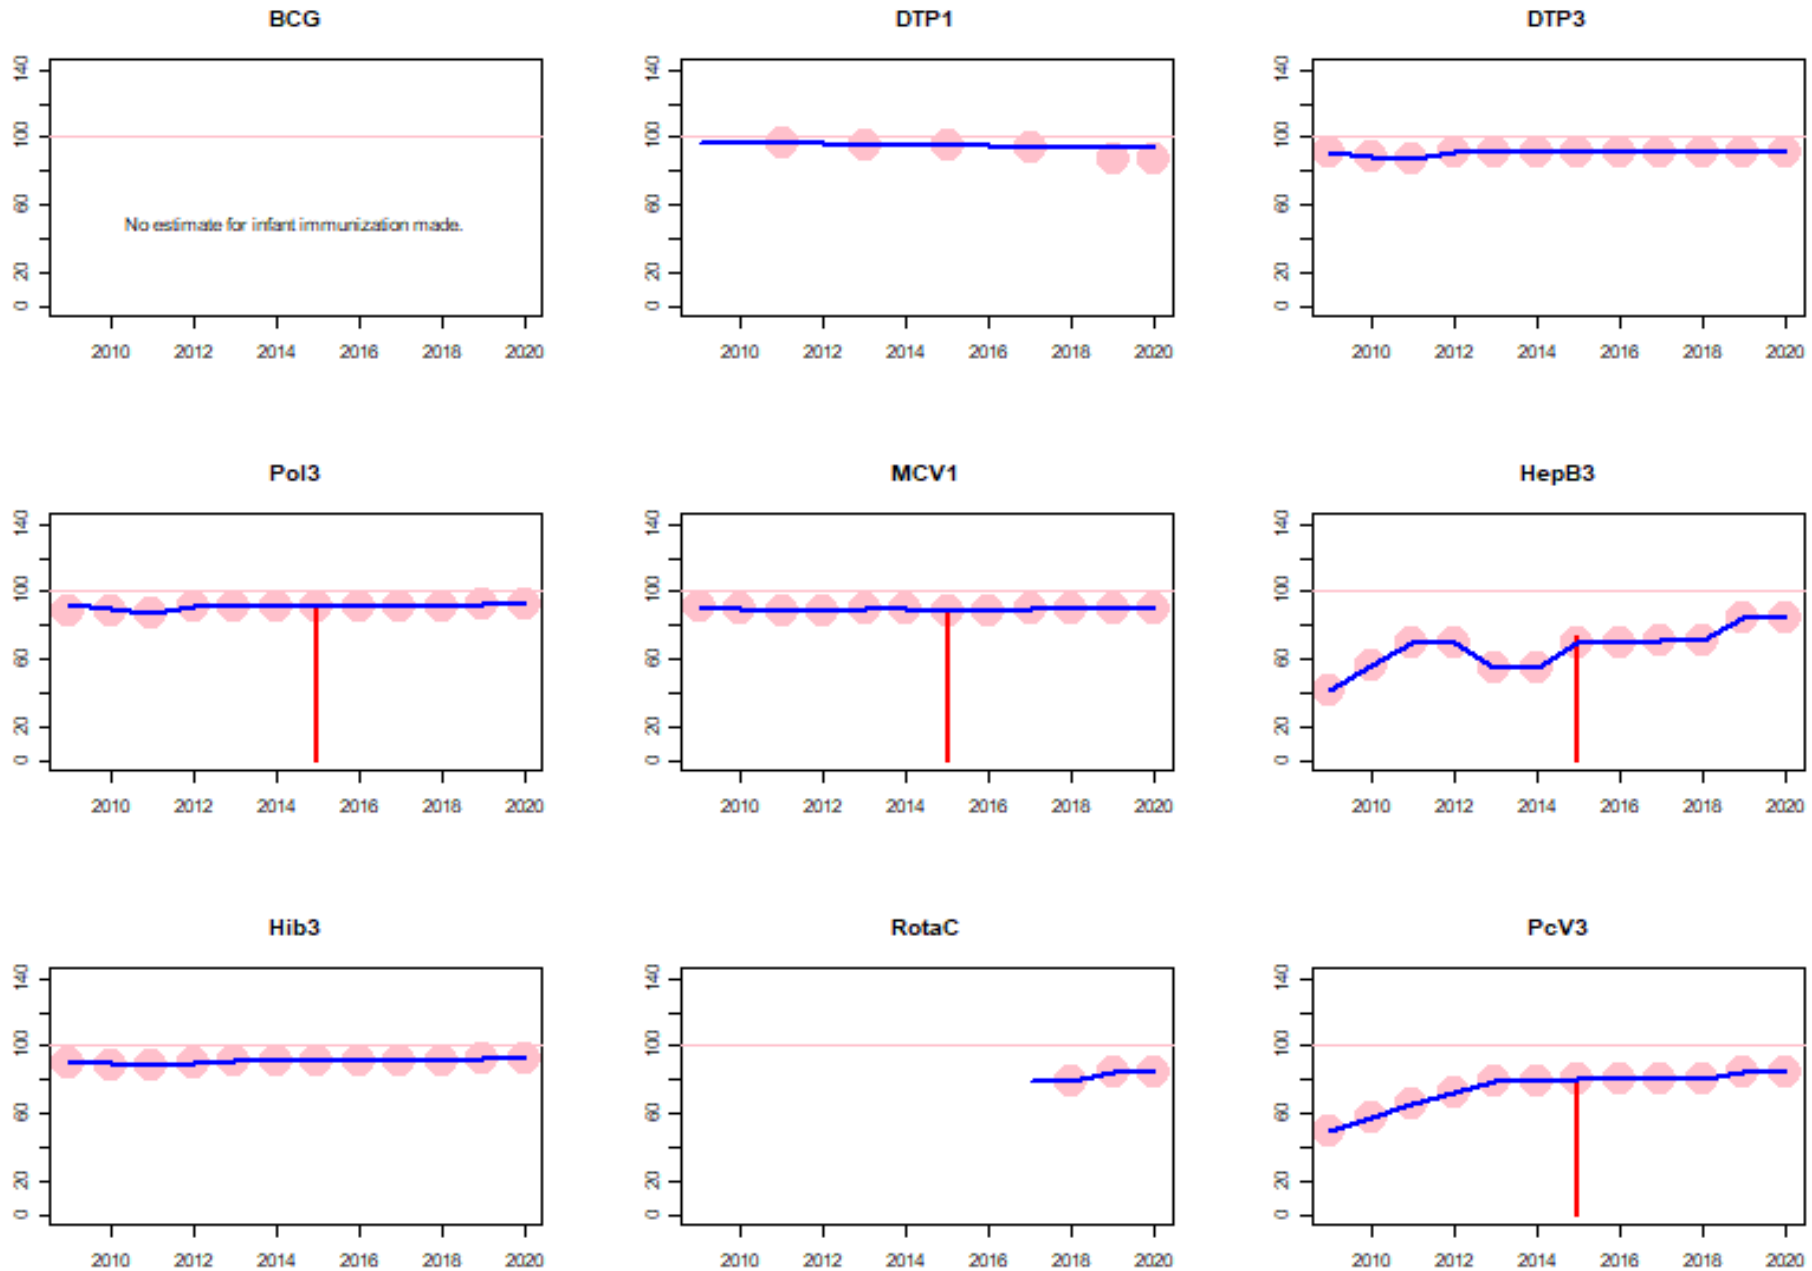 BCG DTP1 DTP3
140 140 140
100 100 100
60 60 60
No estimate for infant immunization made.
20 20 20
0 0 0
2010 2012 2014 2016 2018 2020 2010 2012 2014 2016 2018 2020 2010 2012 2014 2016 2018 2020
Pol3 MCV1 HepB3
140 140 140
100 100 100
60 60 60
20 20 20
0 0 0
2010 2012 2014 2016 2018 2020 2010 2012 2014 2016 2018 2020 2010 2012 2014 2016 2018 2020
Hib3 RotaC PcV3
140 140 140
100 100 100
60 60 60
20 20 20
0 0 0
2010 2012 2014 2016 2018 2020 2010 2012 2014 2016 2018 2020 2010 2012 2014 2016 2018 2020